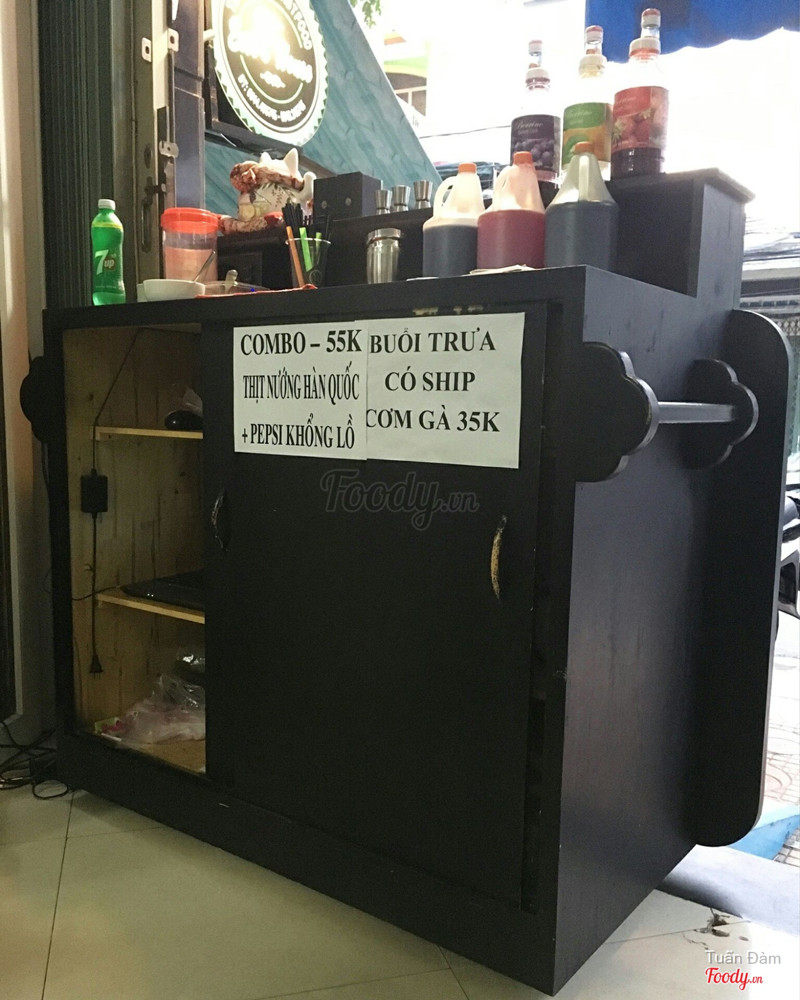 7up
COMBO – 55K
THỊT NƯỚNG HÀN QUỐC
+ PEPSI KHỔNG LỒ
BUỔI TRƯA
CÓ SHIP
CƠM GÀ 35K
Foody.vn
Tuấn Đàm
Foody.vn